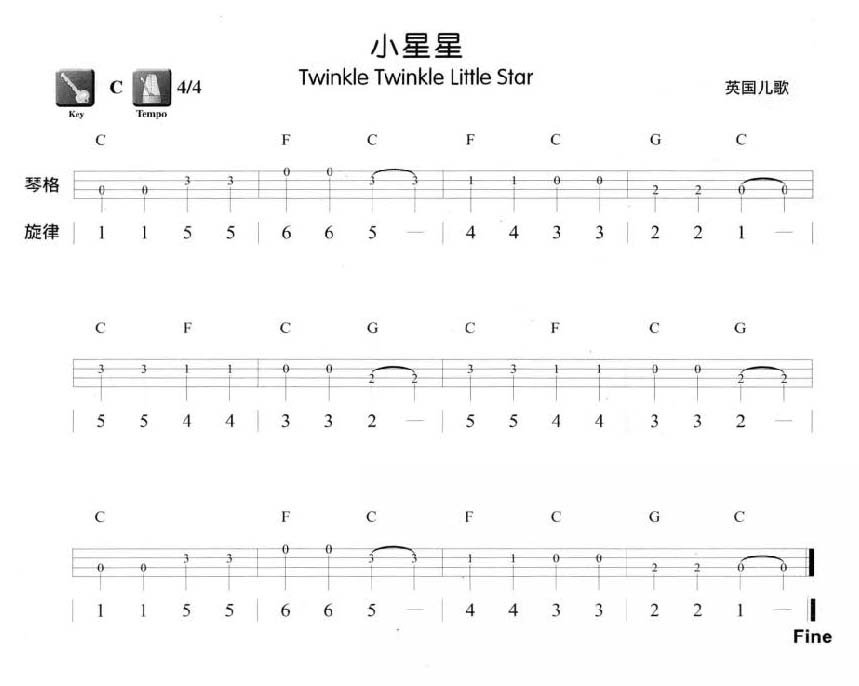 小星星
Twinkle Twinkle Little Star
C 4/4
Key Tempo
英国儿歌
C F C F C G C
琴格 0 0 3 3 0 0 3 3 1 1 0 0 2 2 0 0
旋律 | 1 1 5 5 | 6 6 5 — | 4 4 3 3 | 2 2 1 — |
C F C G C F C G
3 3 1 1 0 0 2 2 3 3 1 1 0 0 2 2
| 5 5 4 4 | 3 3 2 — | 5 5 4 4 | 3 3 2 — |
C F C F C G C
0 0 3 3 0 0 3 3 1 1 0 0 2 2 0 0
| 1 1 5 5 | 6 6 5 — | 4 4 3 3 | 2 2 1 — ‖
Fine